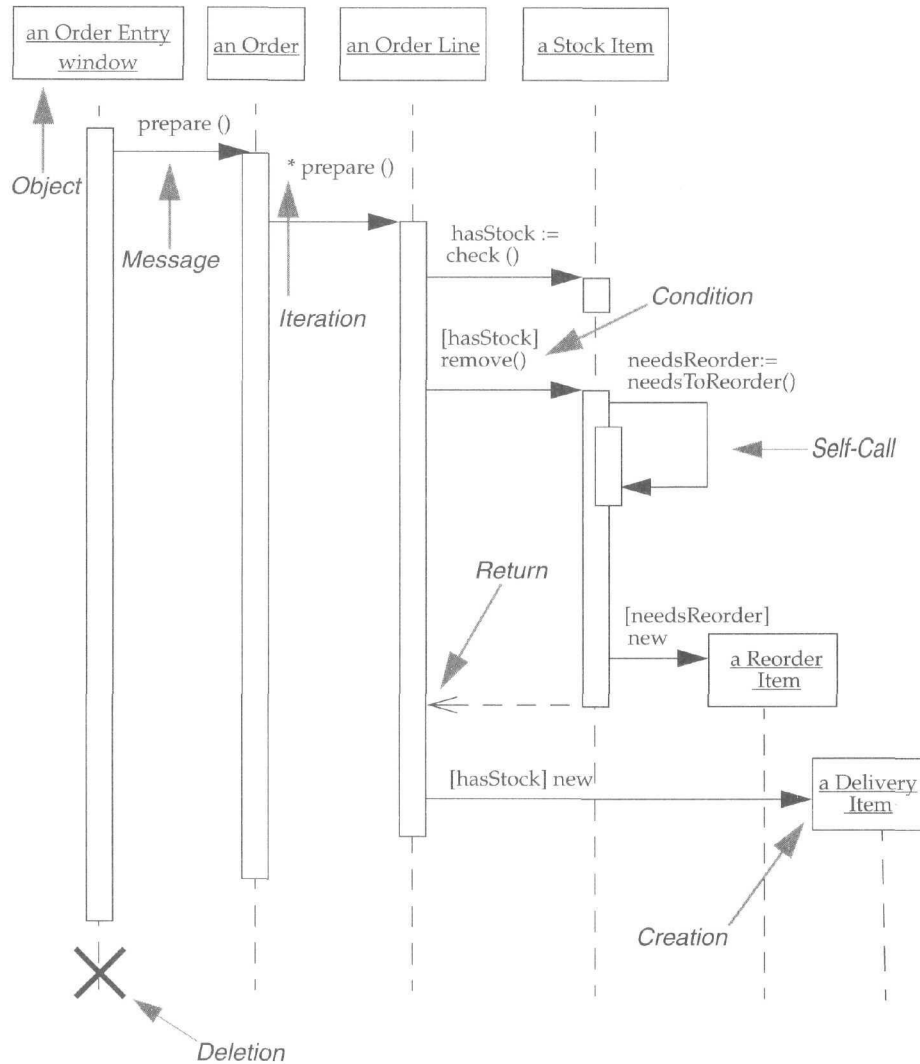 an Order Entry
window
an Order
an Order Line
a Stock Item
prepare ()
Object
* prepare ()
Message
hasStock :=
check ()
Iteration
Condition
[hasStock]
remove()
needsReorder:=
needsToReorder()
Self-Call
Return
[needsReorder]
new
a Reorder
Item
[hasStock] new
a Delivery
Item
Creation
Deletion